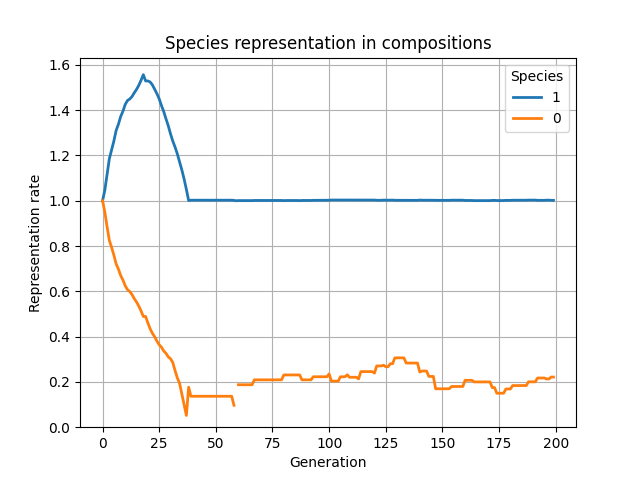 Species representation in compositions
Species
1
0
Representation rate
1.6
1.4
1.2
1.0
0.8
0.6
0.4
0.2
0.0
0 25 50 75 100 125 150 175 200
Generation